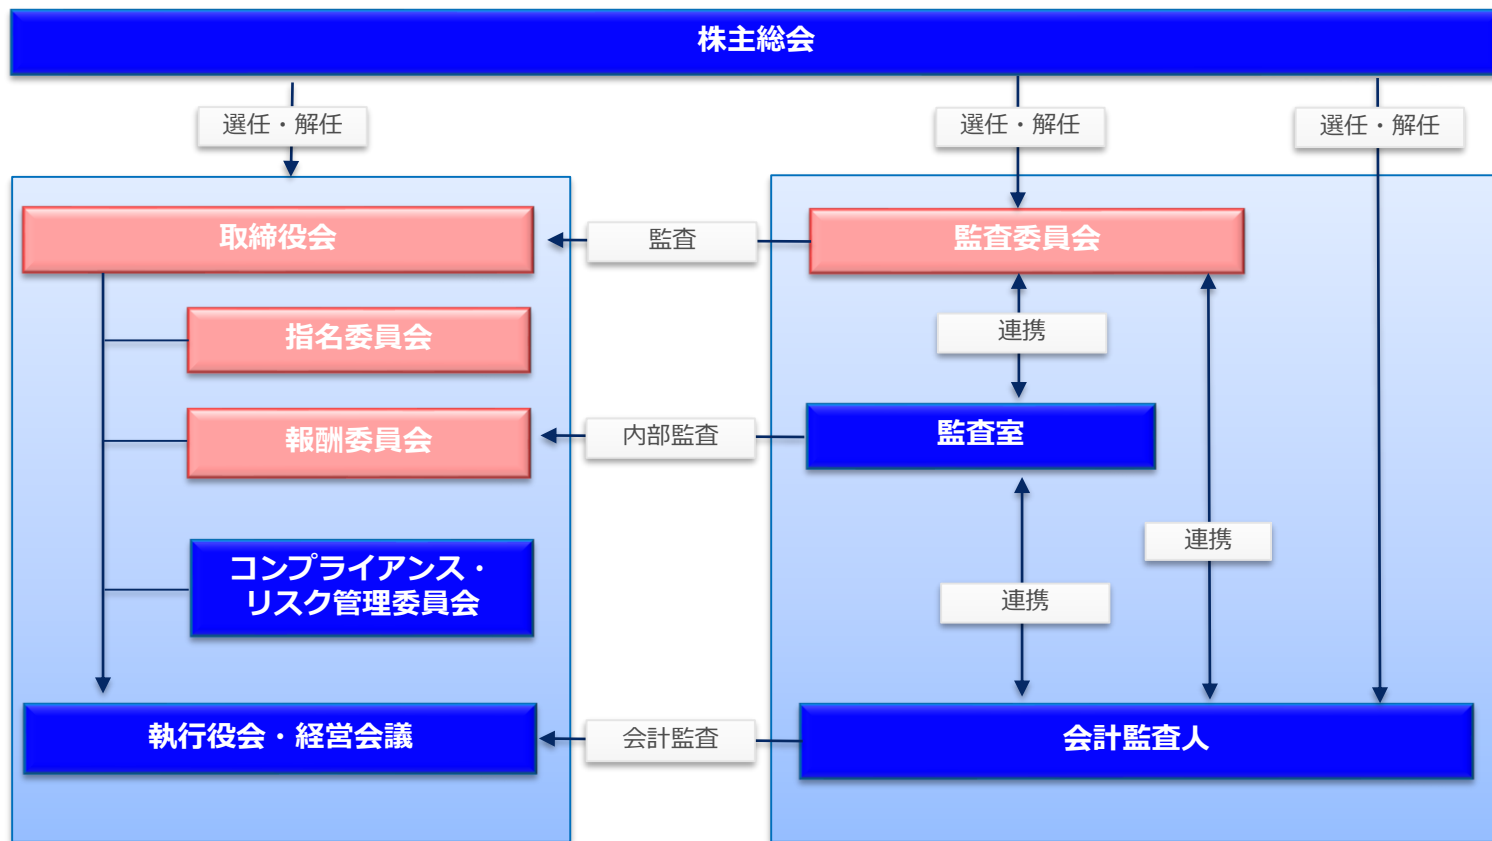 株主総会
選任・解任
選任・解任
選任・解任
取締役会
監査
監査委員会
指名委員会
連携
報酬委員会
内部監査
監査室
連携
コンプライアンス・
リスク管理委員会
連携
執行役会・経営会議
会計監査
会計監査人